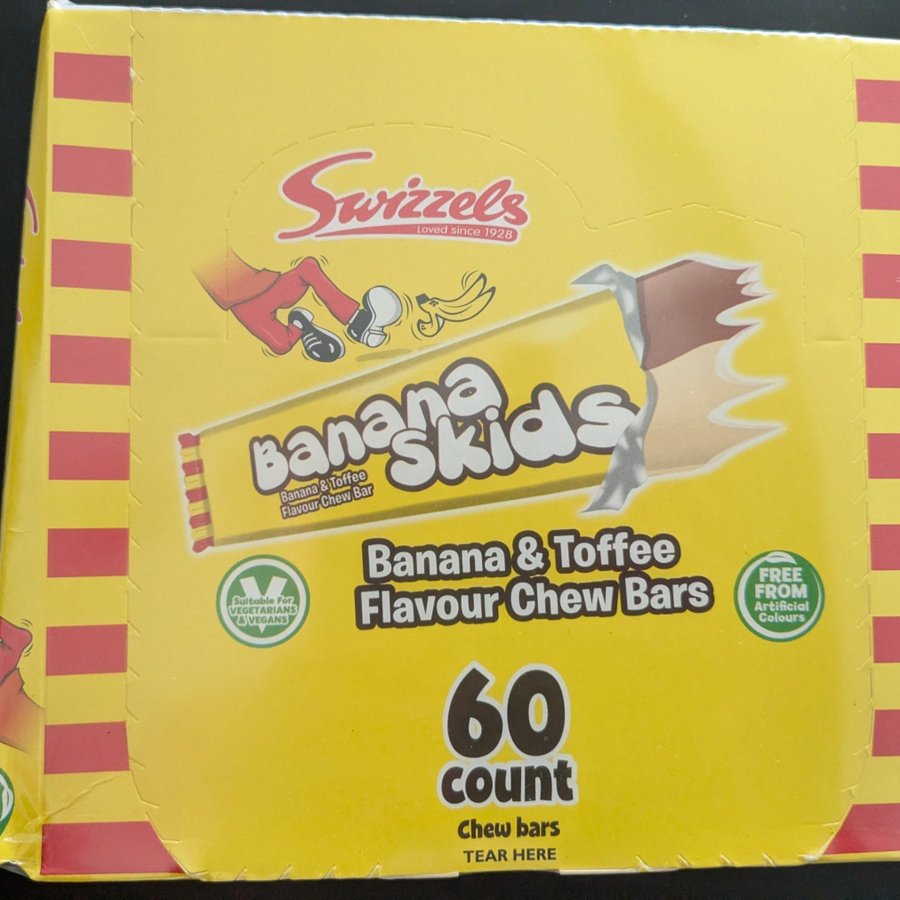 Swizzels
Loved since 1928
Banana
Skids
Banana & Toffee
Flavour Chew Bar
Banana & Toffee
Flavour Chew Bars
V
Suitable For
VEGETARIANS
& VEGANS
FREE
FROM
Artificial
Colours
60
count
Chew bars
TEAR HERE